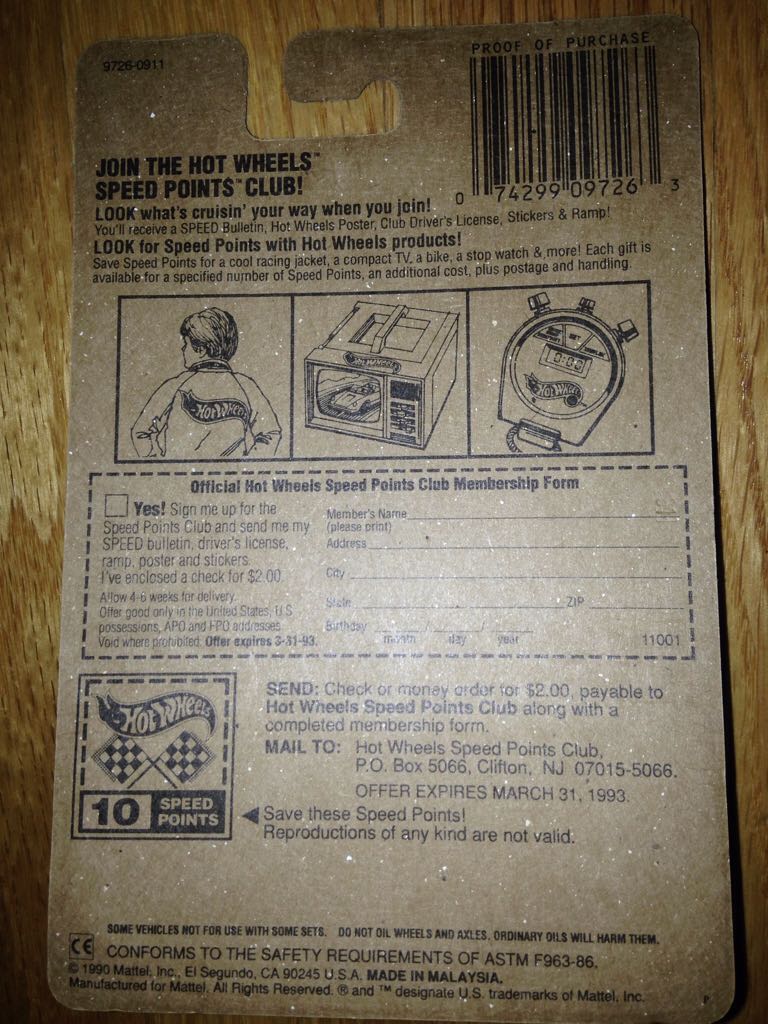 9726-0911
PROOF OF PURCHASE
0 74299 09726 3
JOIN THE HOT WHEELS™
SPEED POINTS™ CLUB!
LOOK what's cruisin' your way when you join!
You'll receive a SPEED Bulletin, Hot Wheels Poster, Club Driver's License, Stickers & Ramp!
LOOK for Speed Points with Hot Wheels products!
Save Speed Points for a cool racing jacket, a compact TV, a bike, a stop watch & more! Each gift is
available for a specified number of Speed Points, an additional cost, plus postage and handling.
HOT WHEELS
HOT WHEELS
0:00
HOT WHEELS
Official Hot Wheels Speed Points Club Membership Form
Yes! Sign me up for the
Speed Points Club and send me my
SPEED bulletin, driver's license,
ramp, poster and stickers.
I've enclosed a check for $2.00
Allow 4-6 weeks for delivery.
Offer good only in the United States, U.S.
possessions, APO and FPO addresses.
Void where prohibited. Offer expires 3-31-93.
Member's Name
(please print)
Address
City
State ZIP
Birthday / /
month day year
11001
HOT WHEELS
10 SPEED
POINTS
SEND: Check or money order for $2.00, payable to
Hot Wheels Speed Points Club along with a
completed membership form.
MAIL TO: Hot Wheels Speed Points Club,
P.O. Box 5066, Clifton, NJ 07015-5066.
OFFER EXPIRES MARCH 31, 1993.
Save these Speed Points!
Reproductions of any kind are not valid.
SOME VEHICLES NOT FOR USE WITH SOME SETS. DO NOT OIL WHEELS AND AXLES. ORDINARY OILS WILL HARM THEM.
CE CONFORMS TO THE SAFETY REQUIREMENTS OF ASTM F963-86.
© 1990 Mattel, Inc., El Segundo, CA 90245 U.S.A. MADE IN MALAYSIA.
Manufactured for Mattel. All Rights Reserved. ® and ™ designate U.S. trademarks of Mattel, Inc.
P